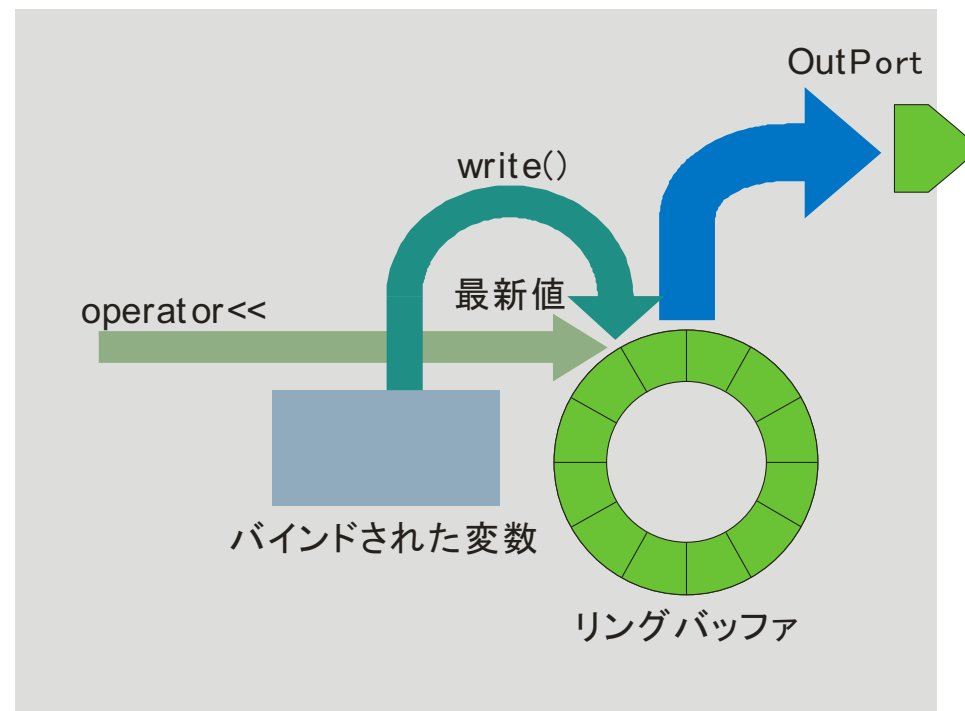 OutPort
write()
最新値
operator<<
バインドされた変数
リングバッファ